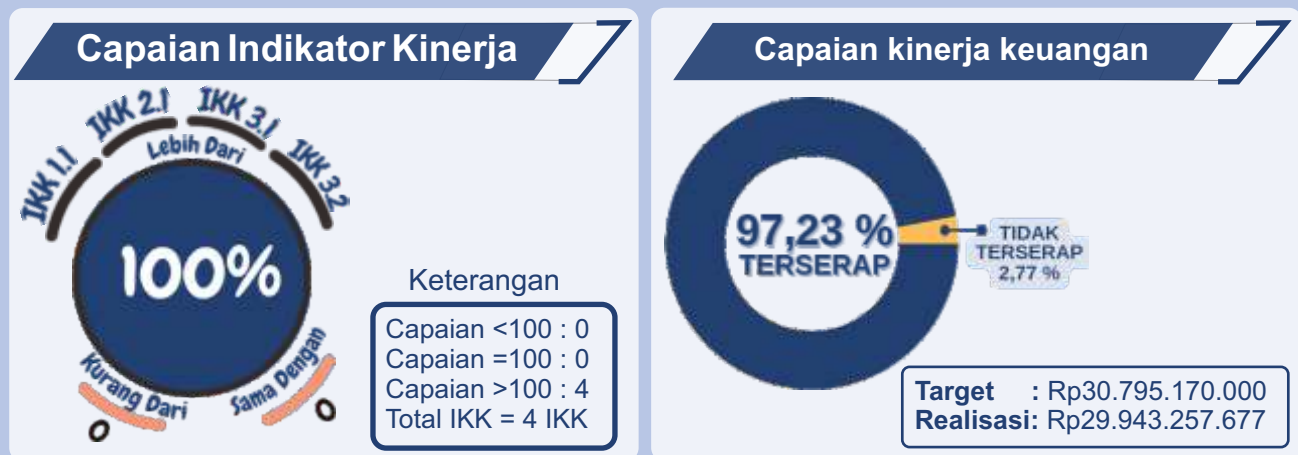 Capaian Indikator Kinerja
IKK 1.1
IKK 2.1
IKK 3.1
IKK 3.2
Lebih Dari
100%
Kurang Dari
0
Sama Dengan
0
Keterangan
Capaian <100 : 0
Capaian =100 : 0
Capaian >100 : 4
Total IKK = 4 IKK
Capaian kinerja keuangan
97,23 %
TERSERAP
TIDAK
TERSERAP
2,77 %
Target : Rp30.795.170.000
Realisasi: Rp29.943.257.677